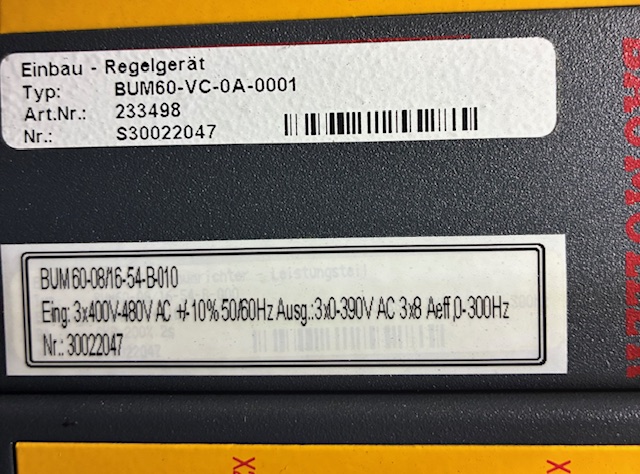 Einbau - Regelgerät
Typ: BUM60-VC-0A-0001
Art.Nr.: 233498
Nr.: S30022047
BUM 60-08/16-54-B-010
Eing: 3x400V-480V AC +/-10% 50/60Hz Ausg.:3x0-390V AC 3x8 Aeff,0-300Hz
Nr.: 30022047